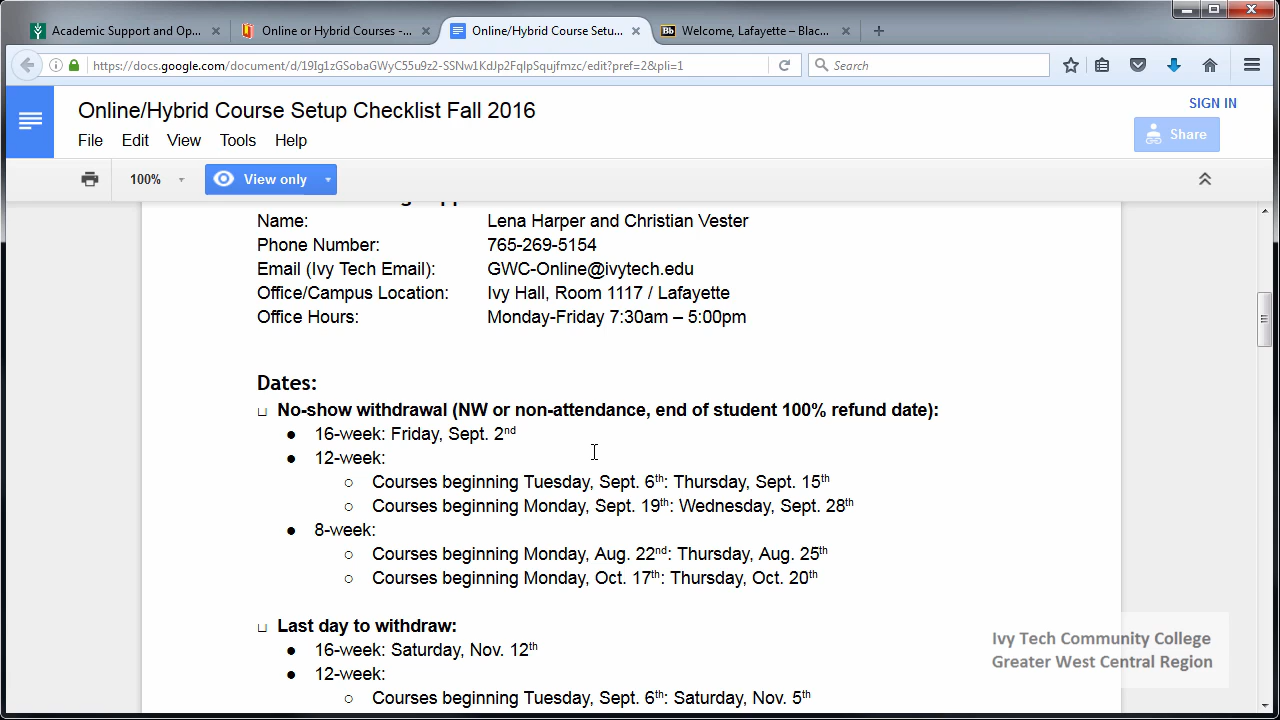 Academic Support and Op... ×
Online or Hybrid Courses -... ×
Online/Hybrid Course Setu... ×
Bb Welcome, Lafayette – Blac... ×
https://docs.google.com/document/d/19Ig1zGSobaGWyC55u9z2-SSNw1KdJp2FqlpSqujfmzc/edit?pref=2&pli=1
Search
Online/Hybrid Course Setup Checklist Fall 2016
SIGN IN
File Edit View Tools Help
Share
100% View only
Name: Lena Harper and Christian Vester
Phone Number: 765-269-5154
Email (Ivy Tech Email): GWC-Online@ivytech.edu
Office/Campus Location: Ivy Hall, Room 1117 / Lafayette
Office Hours: Monday-Friday 7:30am – 5:00pm
Dates:
□ No-show withdrawal (NW or non-attendance, end of student 100% refund date):
● 16-week: Friday, Sept. 2nd
● 12-week:
○ Courses beginning Tuesday, Sept. 6th: Thursday, Sept. 15th
○ Courses beginning Monday, Sept. 19th: Wednesday, Sept. 28th
● 8-week:
○ Courses beginning Monday, Aug. 22nd: Thursday, Aug. 25th
○ Courses beginning Monday, Oct. 17th: Thursday, Oct. 20th
□ Last day to withdraw:
● 16-week: Saturday, Nov. 12th
● 12-week:
○ Courses beginning Tuesday, Sept. 6th: Saturday, Nov. 5th
Ivy Tech Community College
Greater West Central Region